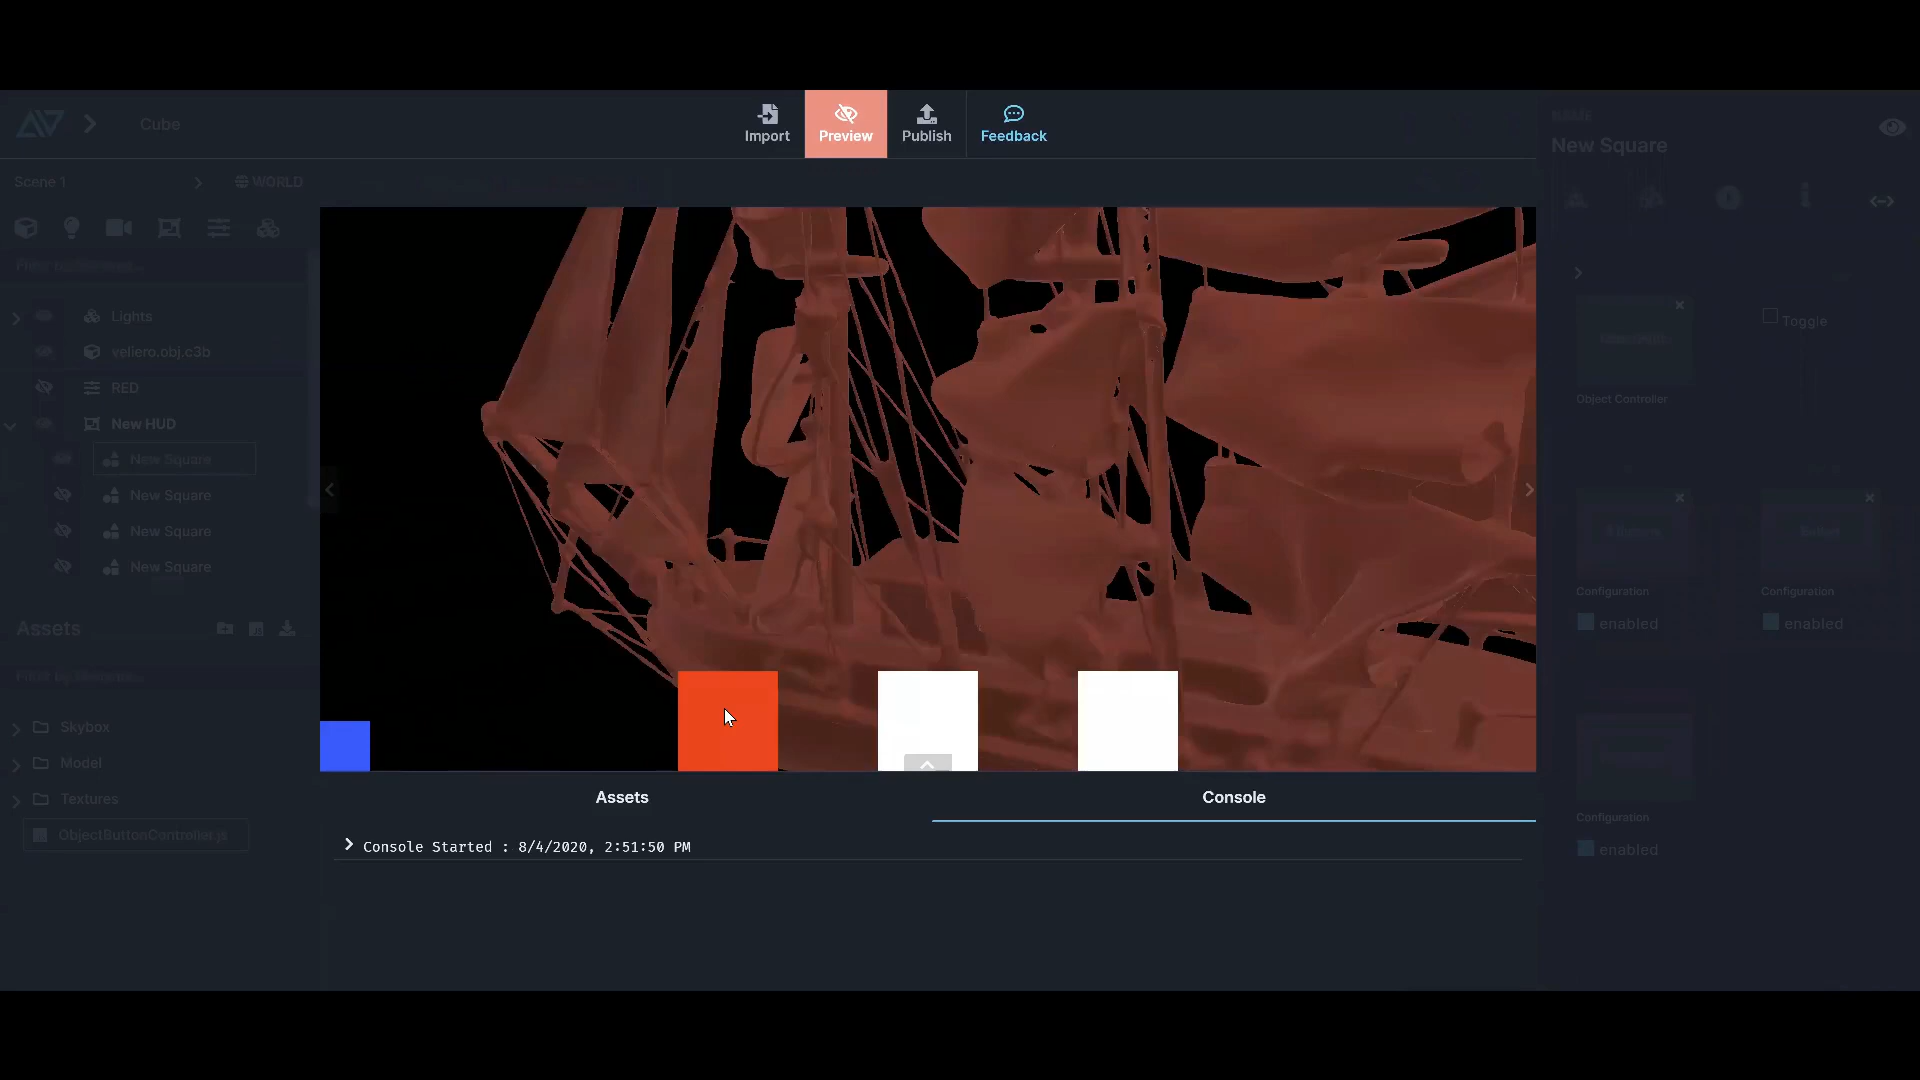 Cube
Import
Preview
Publish
Feedback
NAME
New Square
Scene 1
WORLD
Lights
veliero.obj.c3b
RED
New HUD
New Square
New Square
New Square
New Square
Toggle
Object Controller
Button
Configuration
Configuration
enabled
enabled
Configuration
enabled
Assets
Skybox
Model
Textures
ObjectButtonController.js
Assets
Console
Console Started : 8/4/2020, 2:51:50 PM